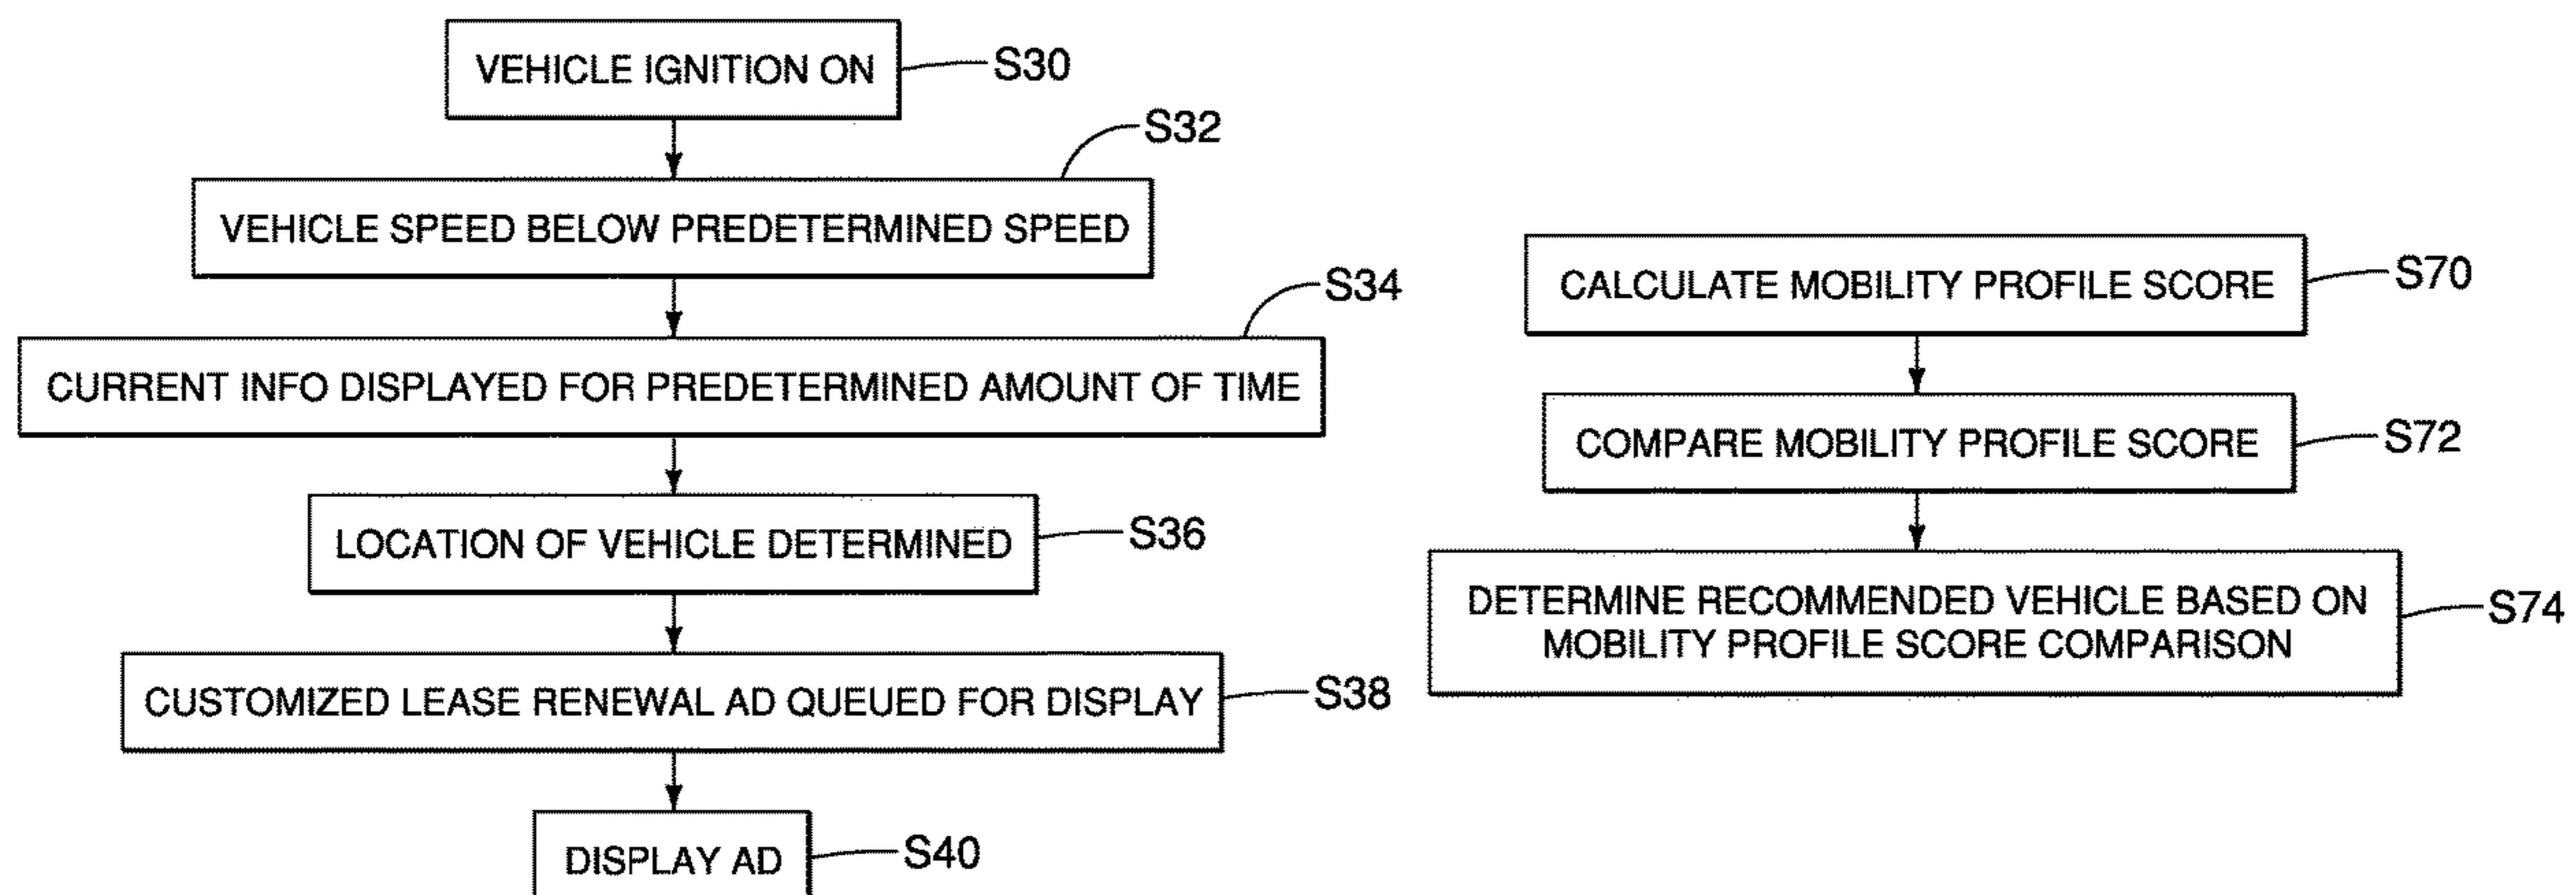 VEHICLE IGNITION ON
S30
S32
VEHICLE SPEED BELOW PREDETERMINED SPEED
S34
CURRENT INFO DISPLAYED FOR PREDETERMINED AMOUNT OF TIME
LOCATION OF VEHICLE DETERMINED
S36
CUSTOMIZED LEASE RENEWAL AD QUEUED FOR DISPLAY
S38
DISPLAY AD
S40
CALCULATE MOBILITY PROFILE SCORE
S70
COMPARE MOBILITY PROFILE SCORE
S72
DETERMINE RECOMMENDED VEHICLE BASED ON
MOBILITY PROFILE SCORE COMPARISON
S74